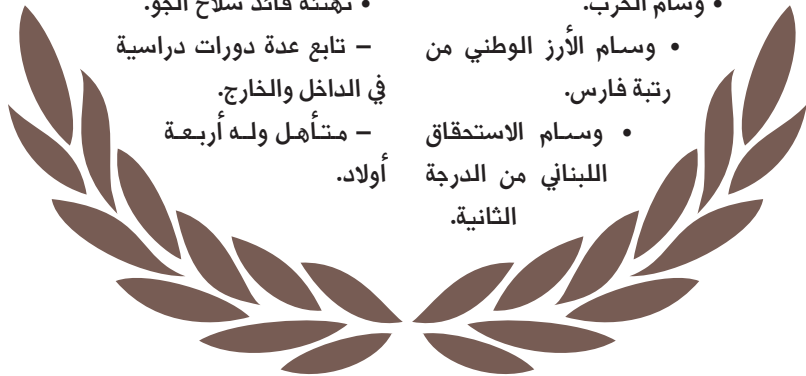 • وسام الحرب.
• وسام الأرز الوطني من
رتبة فارس.
• وسام الاستحقاق
اللبناني من الدرجة
الثانية.
• تهنئة قائد سلاح الجو.
– تابع عدة دورات دراسية
في الداخل والخارج.
– متأهل وله أربعة
أولاد.